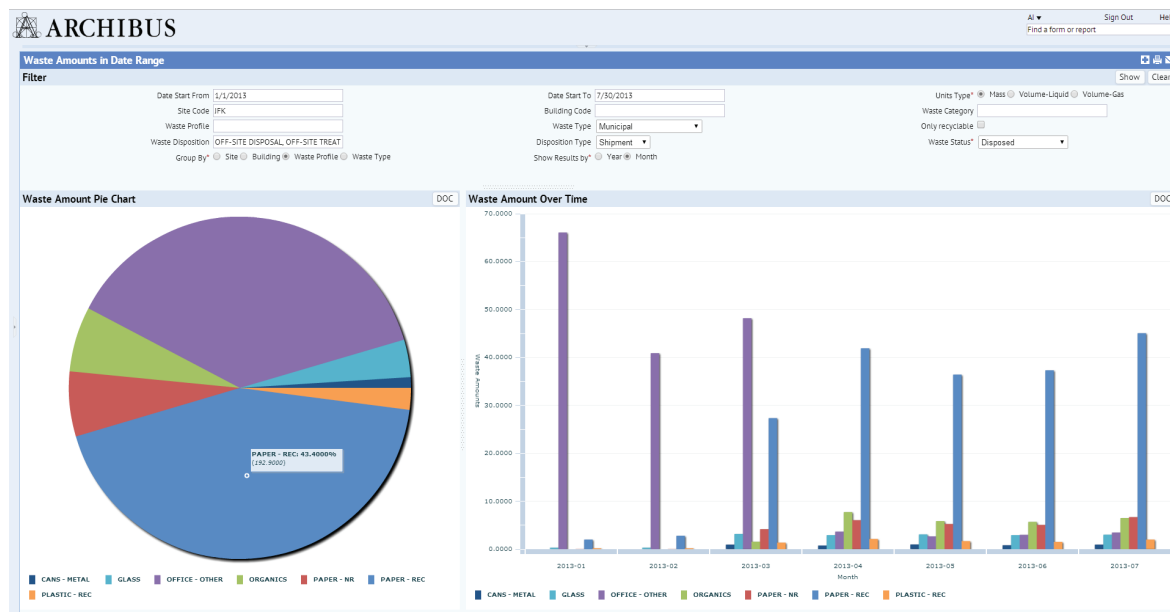 ARCHIBUS
AI ▾ Sign Out Hel
Find a form or report
Waste Amounts in Date Range
Filter Show Clear
Date Start From 1/1/2013 Date Start To 7/30/2013 Units Type* Mass Volume-Liquid Volume-Gas
Site Code JFK Building Code Waste Category
Waste Profile Waste Type Municipal Only recyclable
Waste Disposition OFF-SITE DISPOSAL, OFF-SITE TREAT Disposition Type Shipment Waste Status* Disposed
Group By* Site Building Waste Profile Waste Type Show Results by* Year Month
Waste Amount Pie Chart DOC
PAPER - REC: 43.4000%
(192.9000)
CANS - METAL GLASS OFFICE - OTHER ORGANICS PAPER - NR PAPER - REC
PLASTIC - REC
Waste Amount Over Time DOC
70.0000
60.0000
50.0000
40.0000
30.0000
20.0000
10.0000
0.0000
Waste Amounts
2013-01 2013-02 2013-03 2013-04 2013-05 2013-06 2013-07
Month
CANS - METAL GLASS OFFICE - OTHER ORGANICS PAPER - NR PAPER - REC PLASTIC - REC